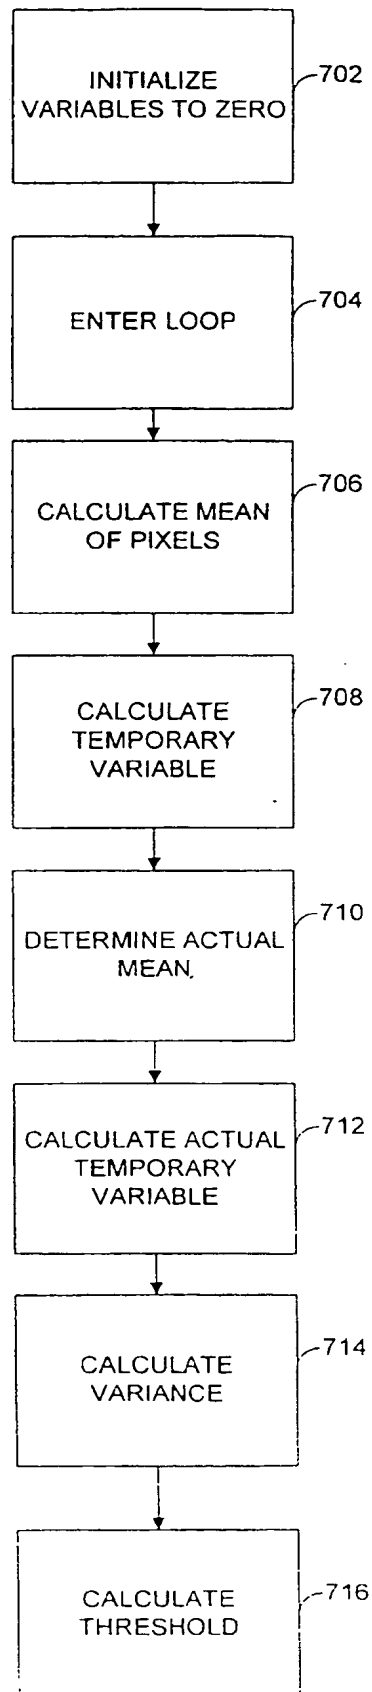 INITIALIZE
VARIABLES TO ZERO
702
ENTER LOOP
704
CALCULATE MEAN
OF PIXELS
706
CALCULATE
TEMPORARY
VARIABLE
708
DETERMINE ACTUAL
MEAN
710
CALCULATE ACTUAL
TEMPORARY
VARIABLE
712
CALCULATE
VARIANCE
714
CALCULATE
THRESHOLD
716